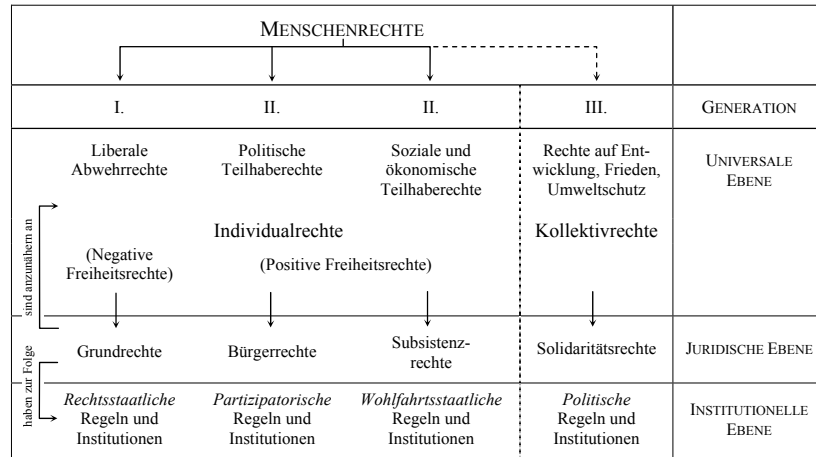 MENSCHENRECHTE
I. II. II. III. GENERATION
Liberale Politische Soziale und Rechte auf Ent-
Abwehrrechte Teilhaberechte ökonomische wicklung, Frieden,
Teilhaberechte Umweltschutz
UNIVERSALE
EBENE
Individualrechte Kollektivrechte
(Negative
Freiheitsrechte)
(Positive Freiheitsrechte)
sind anzunähern an
Grundrechte Bürgerrechte Subsistenz-
rechte
Solidaritätsrechte JURIDISCHE EBENE
haben zur Folge
Rechtsstaatliche Partizipatorische Wohlfahrtsstaatliche Politische
Regeln und Regeln und Regeln und Regeln und
Institutionen Institutionen Institutionen Institutionen
INSTITUTIONELLE
EBENE